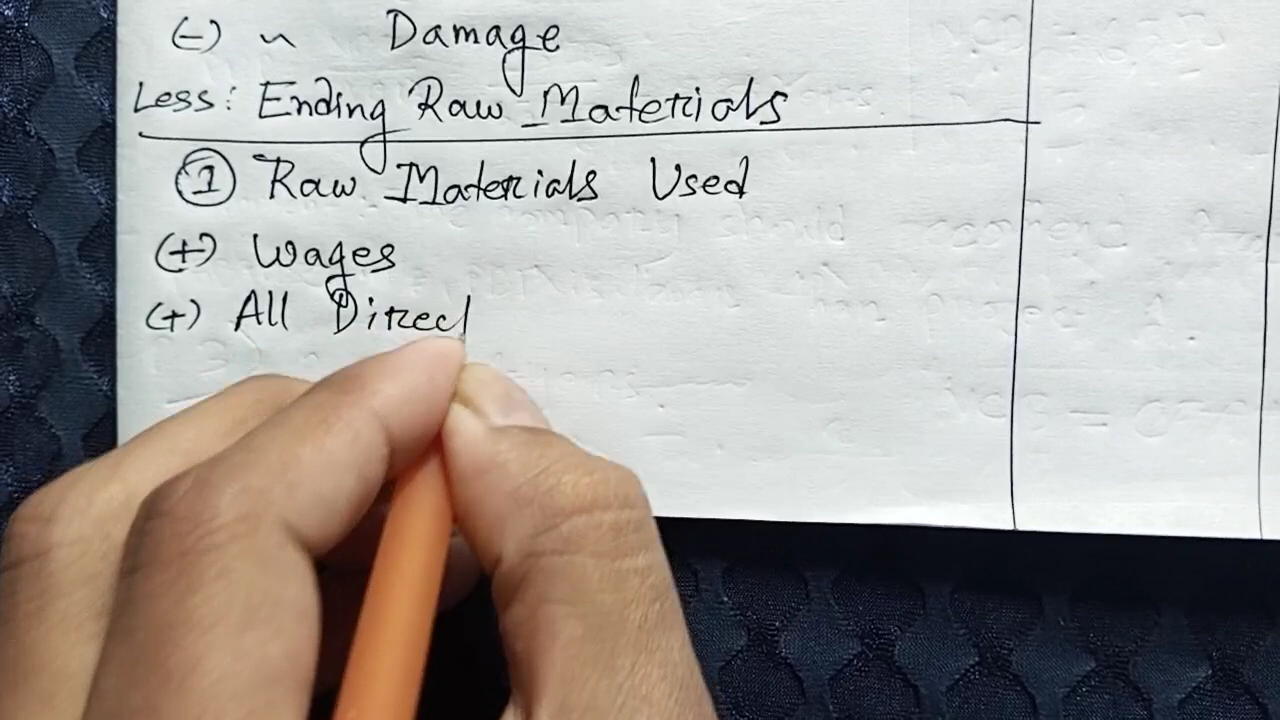 (-) " Damage
Less: Ending Raw Materials
① Raw Materials Used
(+) Wages
(+) All Direct